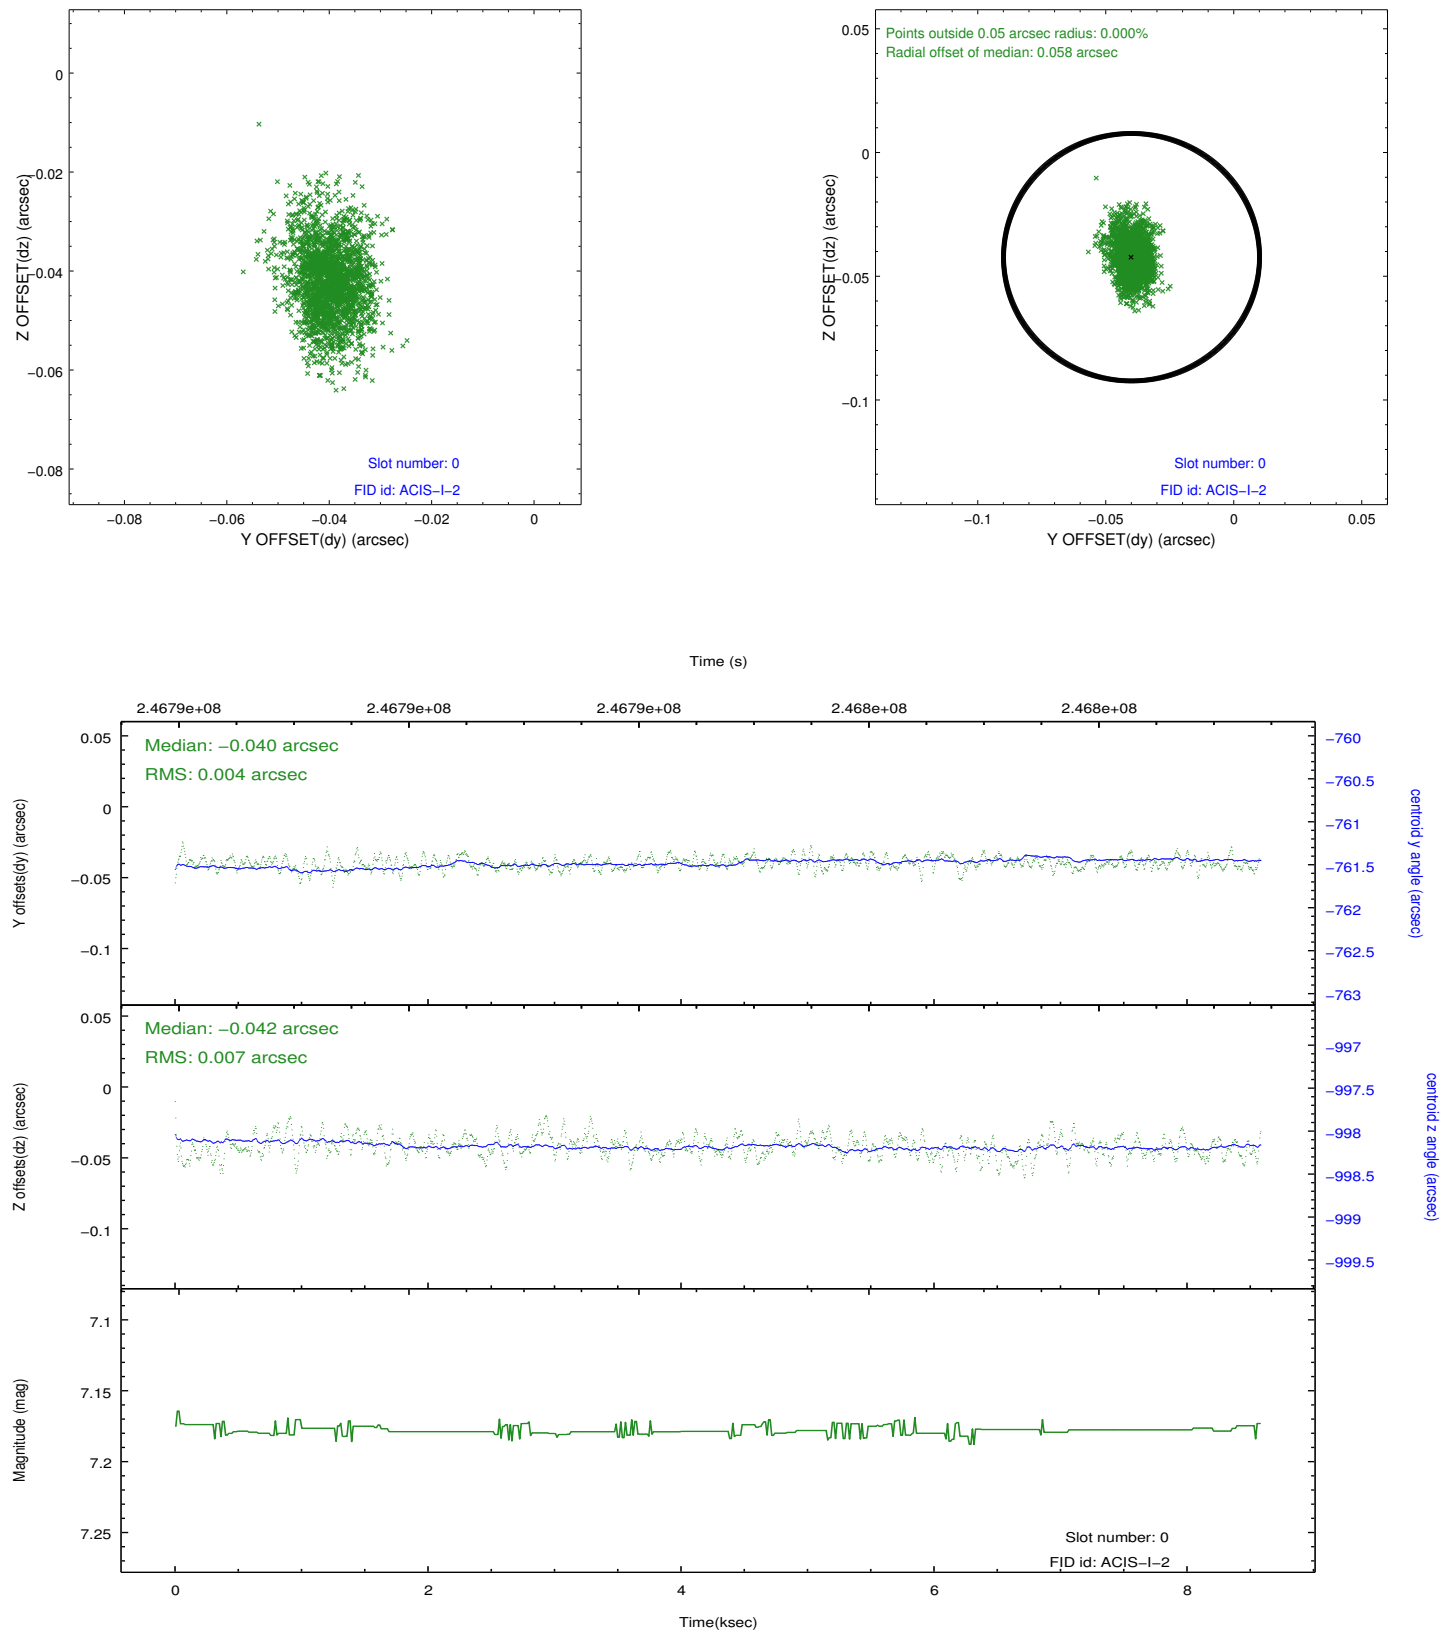 0
−0.02
−0.04
−0.06
−0.08
Z OFFSET(dz) (arcsec)
Slot number: 0
FID id: ACIS−I−2
−0.08 −0.06 −0.04 −0.02 0
Y OFFSET(dy) (arcsec)
Points outside 0.05 arcsec radius: 0.000%
Radial offset of median: 0.058 arcsec
0.05
0
−0.05
−0.1
Z OFFSET(dz) (arcsec)
Slot number: 0
FID id: ACIS−I−2
−0.1 −0.05 0 0.05
Y OFFSET(dy) (arcsec)
Time (s)
2.4679e+08 2.4679e+08 2.4679e+08 2.468e+08 2.468e+08
Median: −0.040 arcsec
RMS: 0.004 arcsec
0.05
0
−0.05
−0.1
Y offsets(dy) (arcsec)
−760
−760.5
−761
−761.5
−762
−762.5
−763
centroid y angle (arcsec)
Median: −0.042 arcsec
RMS: 0.007 arcsec
0.05
0
−0.05
−0.1
Z offsets(dz) (arcsec)
−997
−997.5
−998
−998.5
−999
−999.5
centroid z angle (arcsec)
7.1
7.15
7.2
7.25
Magnitude (mag)
Slot number: 0
FID id: ACIS−I−2
0 2 4 6 8
Time(ksec)